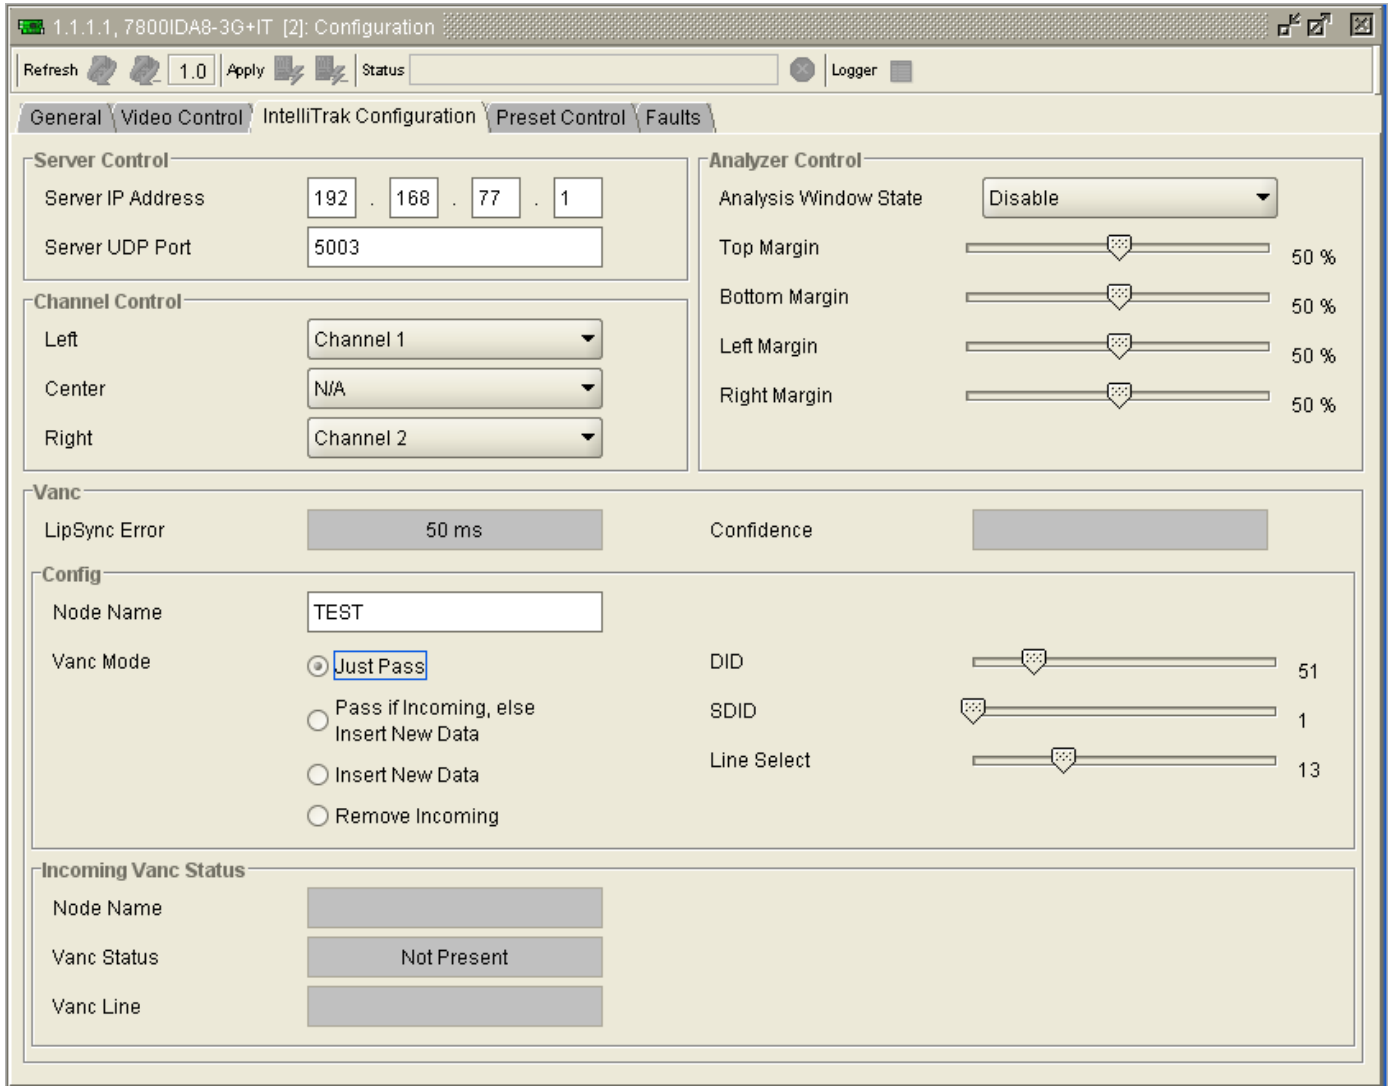 1.1.1.1, 7800IDA8-3G+IT [2]: Configuration
Refresh 1.0 Apply Status Logger
General Video Control IntelliTrak Configuration Preset Control Faults
Server Control
Server IP Address 192 . 168 . 77 . 1
Server UDP Port 5003
Channel Control
Left Channel 1
Center N/A
Right Channel 2
Analyzer Control
Analysis Window State Disable
Top Margin 50 %
Bottom Margin 50 %
Left Margin 50 %
Right Margin 50 %
Vanc
LipSync Error 50 ms Confidence
Config
Node Name TEST
Vanc Mode Just Pass
Pass if Incoming, else
Insert New Data
Insert New Data
Remove Incoming
DID 51
SDID 1
Line Select 13
Incoming Vanc Status
Node Name
Vanc Status Not Present
Vanc Line